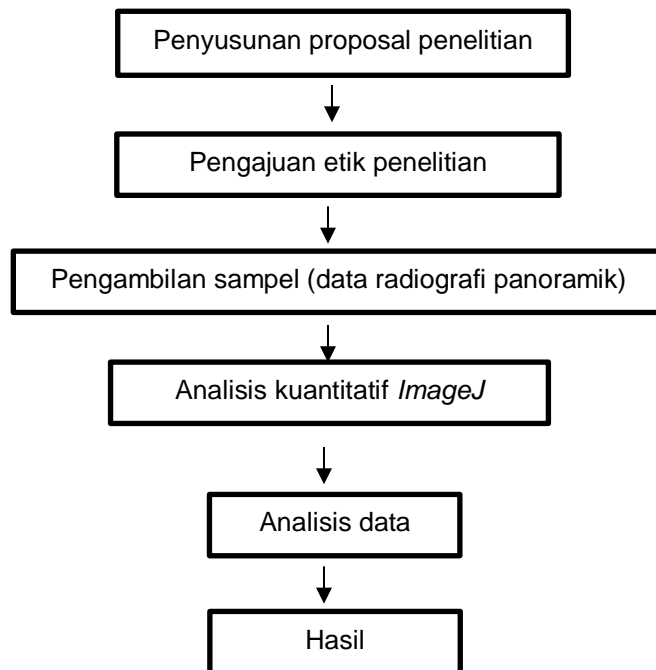 Penyusunan proposal penelitian
Pengajuan etik penelitian
Pengambilan sampel (data radiografi panoramik)
Analisis kuantitatif ImageJ
Analisis data
Hasil